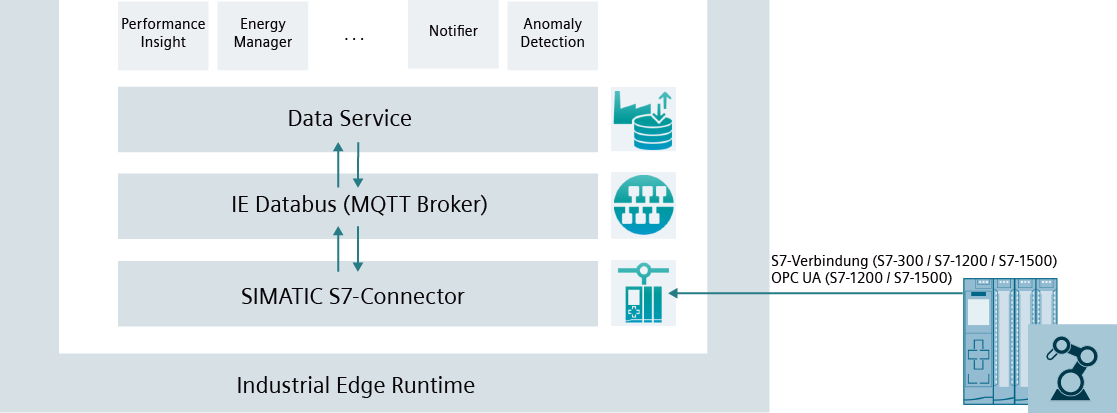 Performance
Insight
Energy
Manager
...
Notifier
Anomaly
Detection
Data Service
IE Databus (MQTT Broker)
SIMATIC S7-Connector
S7-Verbindung (S7-300 / S7-1200 / S7-1500)
OPC UA (S7-1200 / S7-1500)
Industrial Edge Runtime